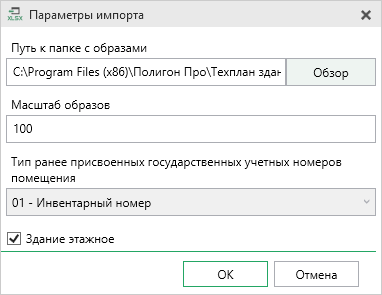 XLSX Параметры импорта
Путь к папке с образами
C:\Program Files (x86)\Полигон Про\Техплан здан
Обзор
Масштаб образов
100
Тип ранее присвоенных государственных учетных номеров
помещения
01 - Инвентарный номер
Здание этажное
ОК
Отмена